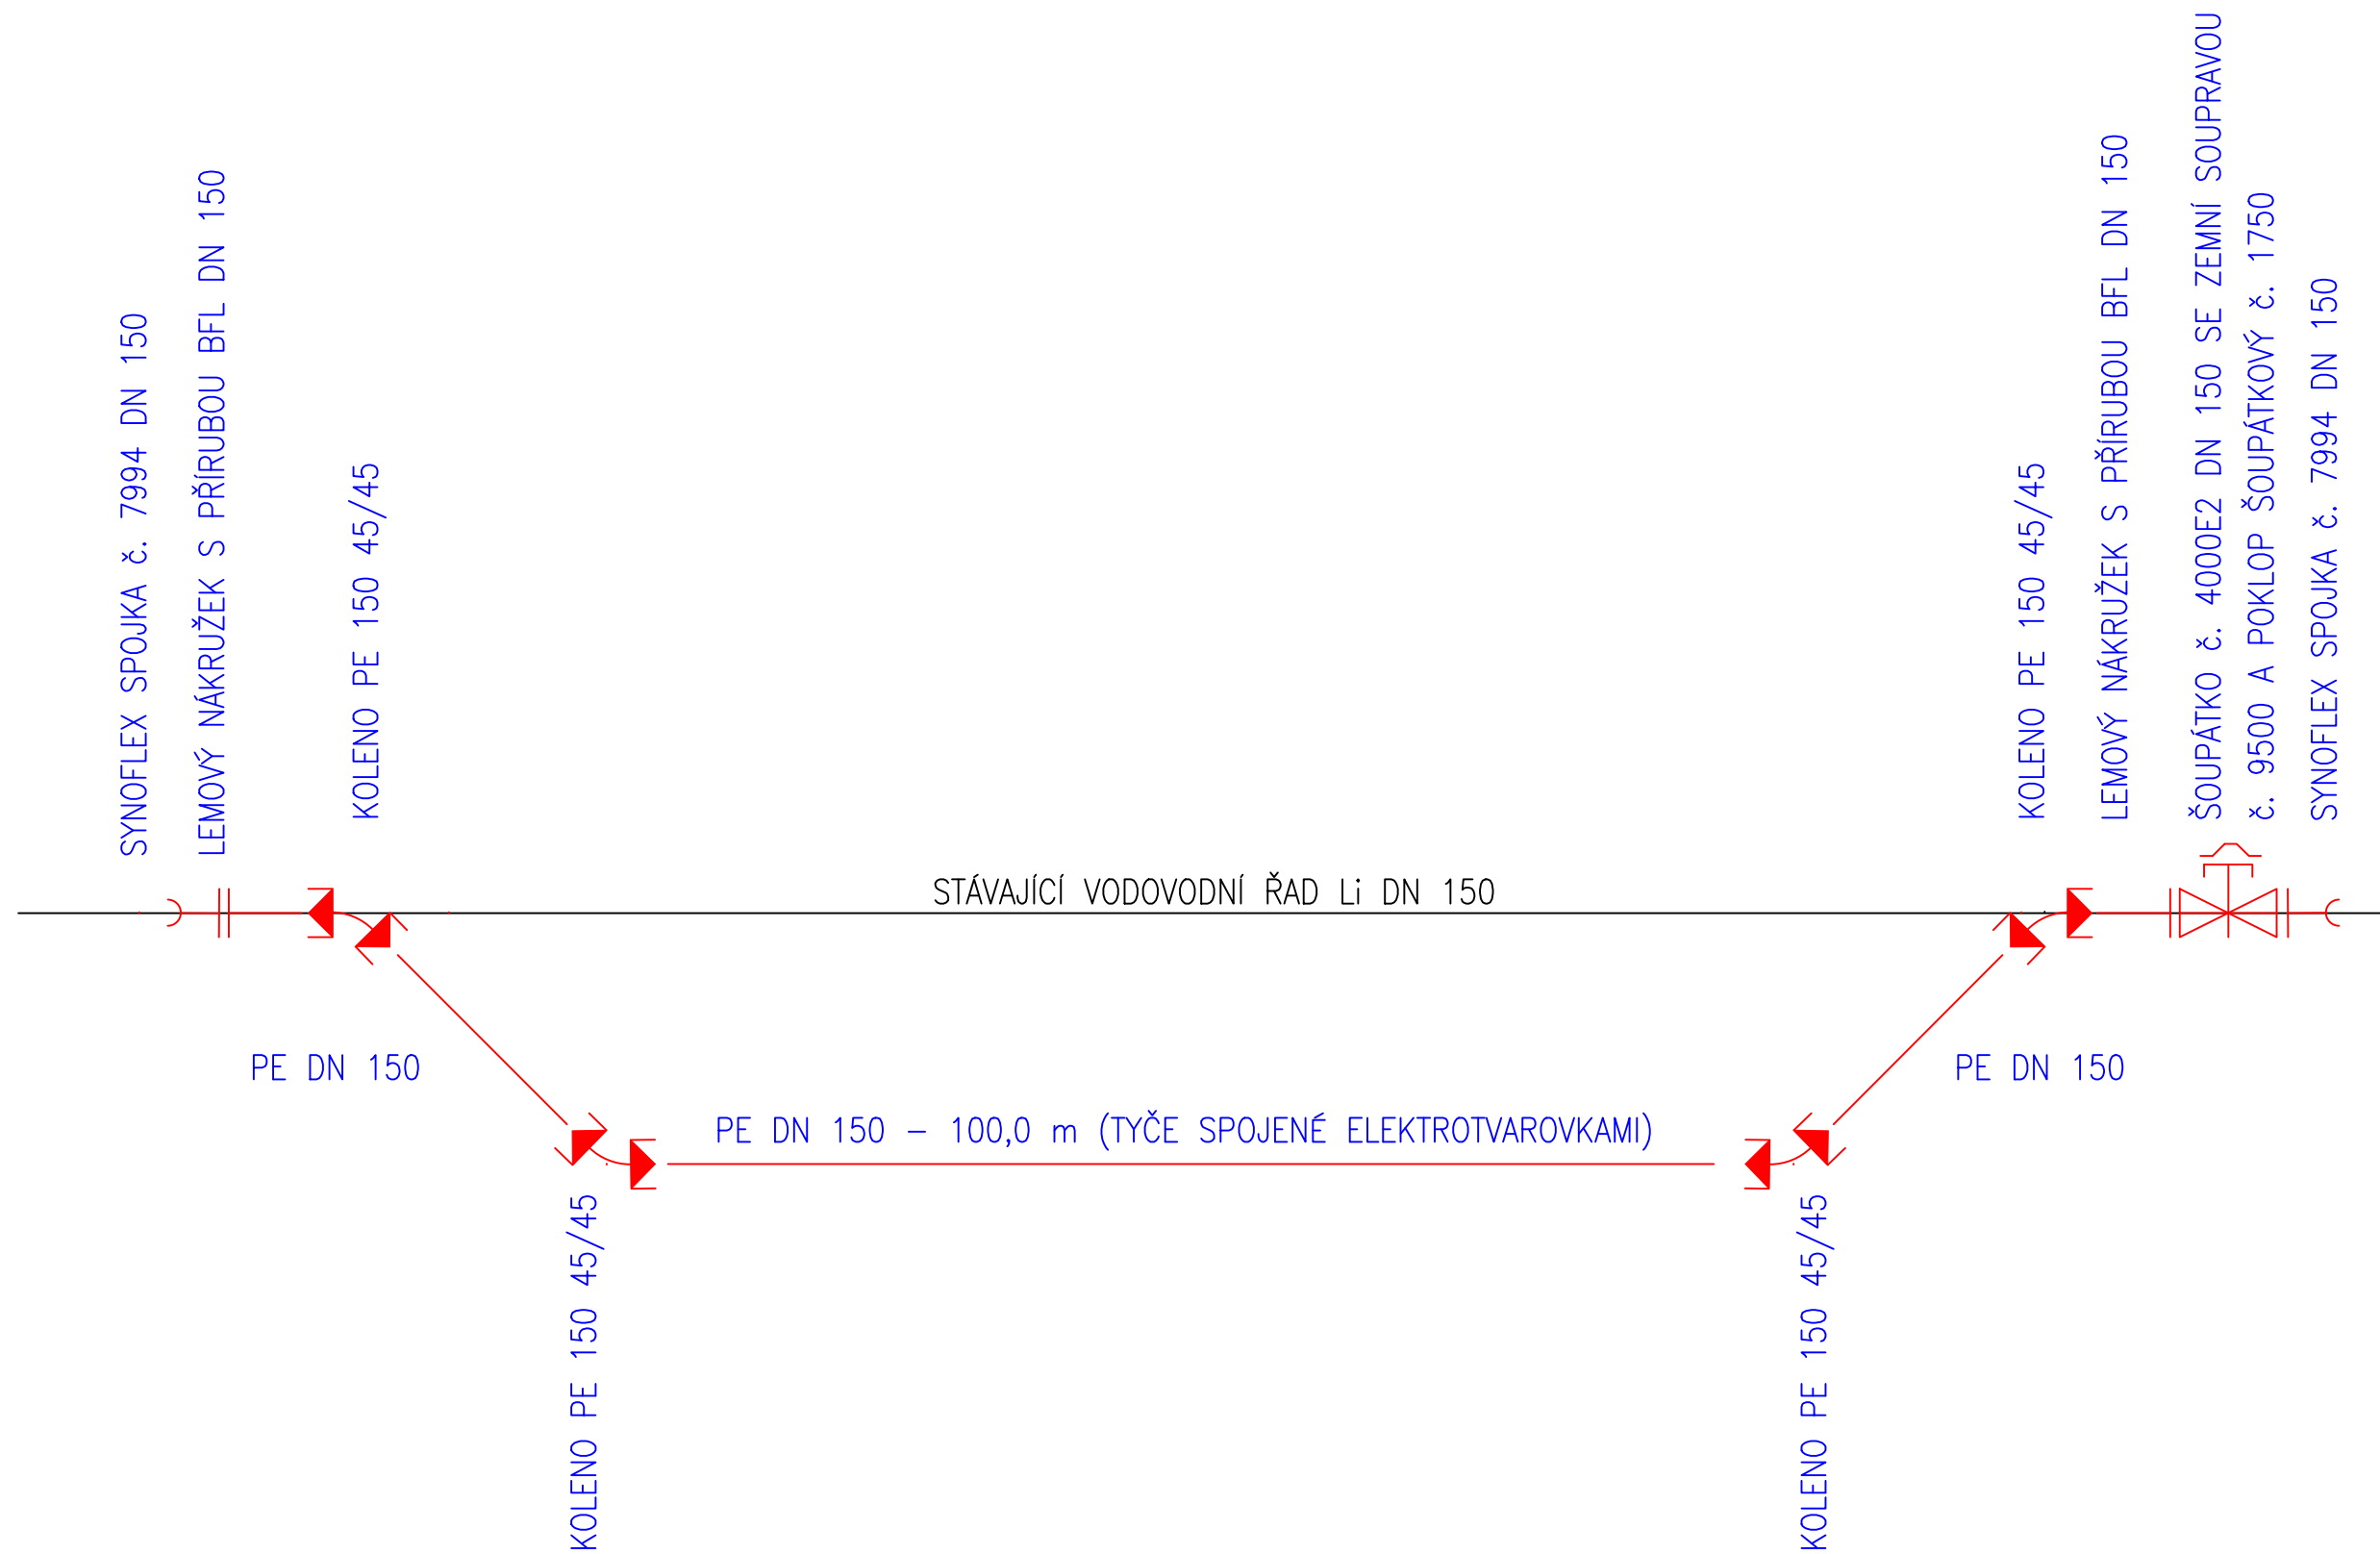 SYNOFLEX SPOJKA č. 7994 DN 150
LEMOVÝ NÁKRUŽEK S PŘÍRUBOU BFL DN 150
KOLENO PE 150 45/45
KOLENO PE 150 45/45
LEMOVÝ NÁKRUŽEK S PŘÍRUBOU BFL DN 150
ŠOUPÁTKO č. 4000E2 DN 150 SE ZEMNÍ SOUPRAVOU
č. 9500 A POKLOP ŠOUPÁTKOVÝ č. 1750
SYNOFLEX SPOJKA č. 7994 DN 150
STÁVAJÍCÍ VODOVODNÍ ŘAD Li DN 150
PE DN 150
PE DN 150
PE DN 150 – 100,0 m (TYČE SPOJENÉ ELEKTROTVAROVKAMI)
KOLENO PE 150 45/45
KOLENO PE 150 45/45